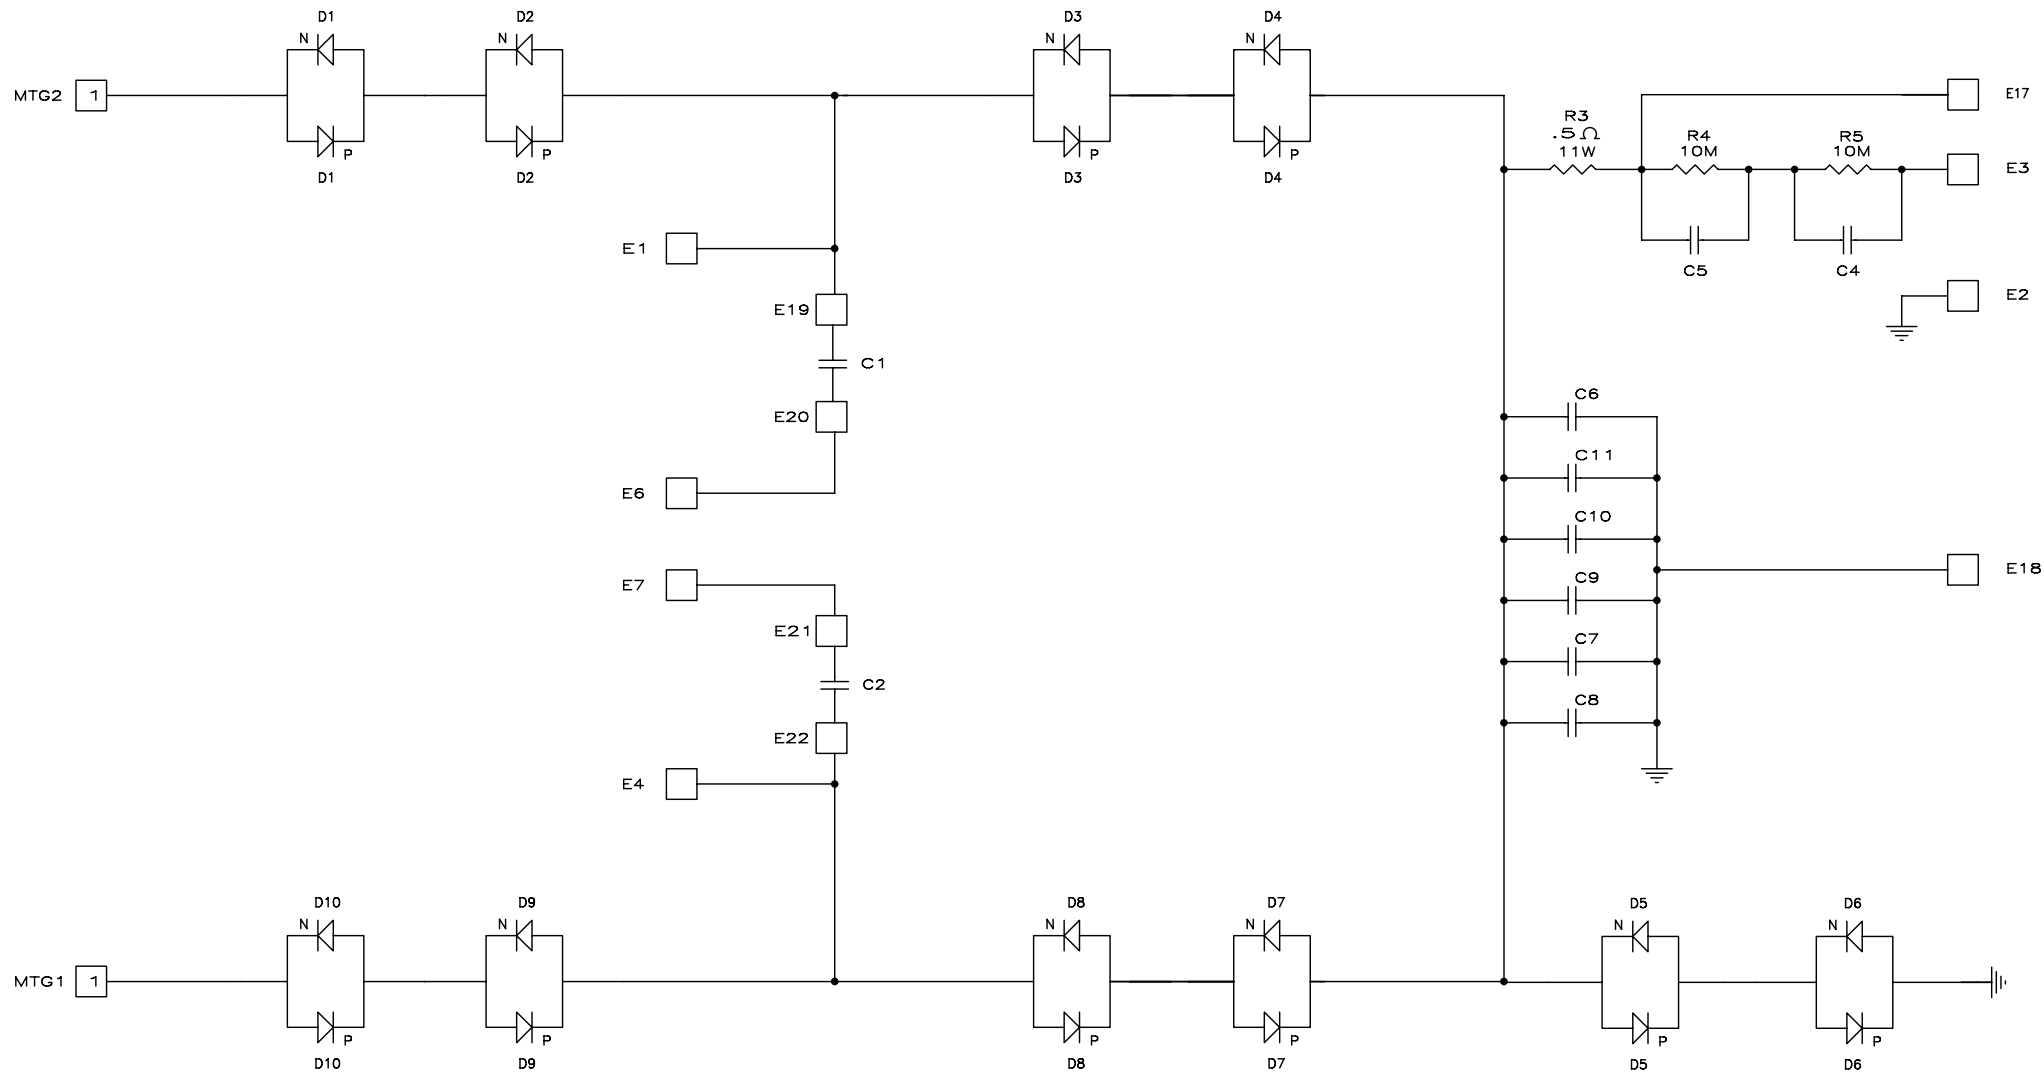 D1 D2 D3 D4
N N N N
MTG2 1 E17
R3
.5Ω
11W
R4
10M
R5
10M
P P P P
D1 D2 D3 D4
E3
E1
C5 C4
E2
E19
C1
C6
E20
C11
E6
C10
E18
E7
C9
E21
C7
C2
C8
E22
E4
D10 D9 D8 D7 D5 D6
N N N N N N
MTG1 1
P P P P P P
D10 D9 D8 D7 D5 D6